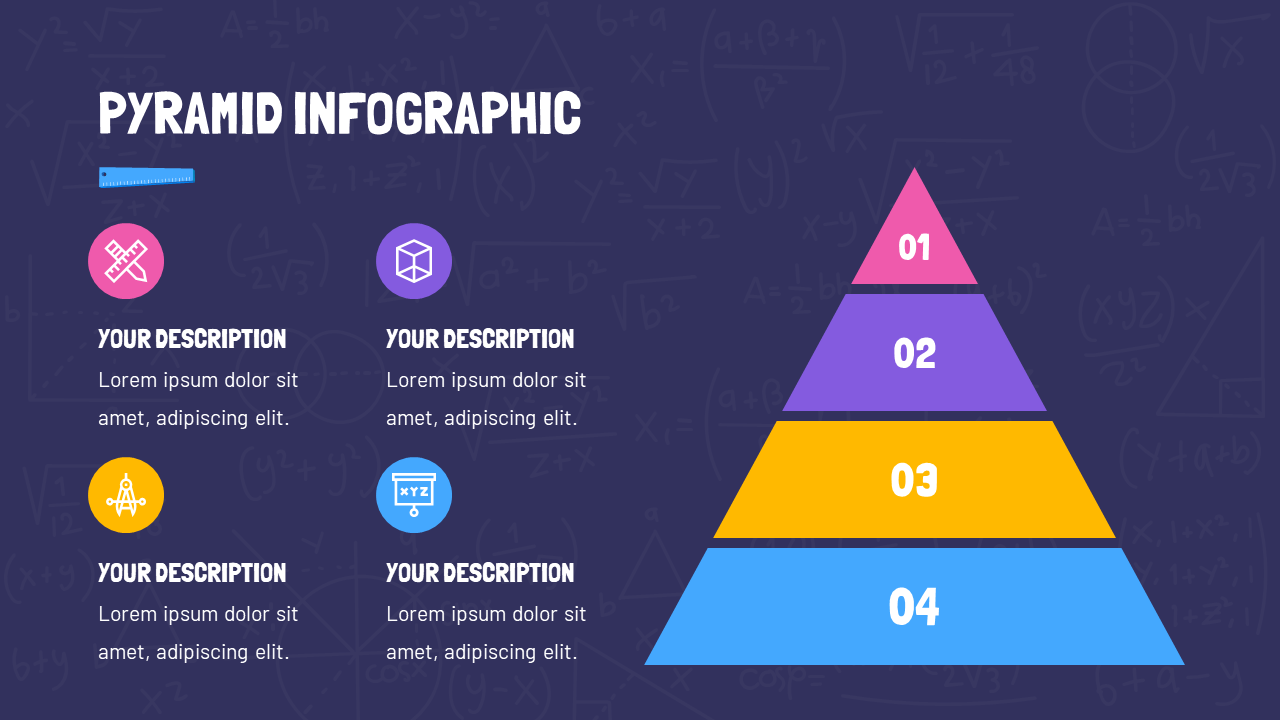 PYRAMID INFOGRAPHIC
YOUR DESCRIPTION
Lorem ipsum dolor sit
amet, adipiscing elit.
YOUR DESCRIPTION
Lorem ipsum dolor sit
amet, adipiscing elit.
XYZ
YOUR DESCRIPTION
Lorem ipsum dolor sit
amet, adipiscing elit.
YOUR DESCRIPTION
Lorem ipsum dolor sit
amet, adipiscing elit.
01
02
03
04